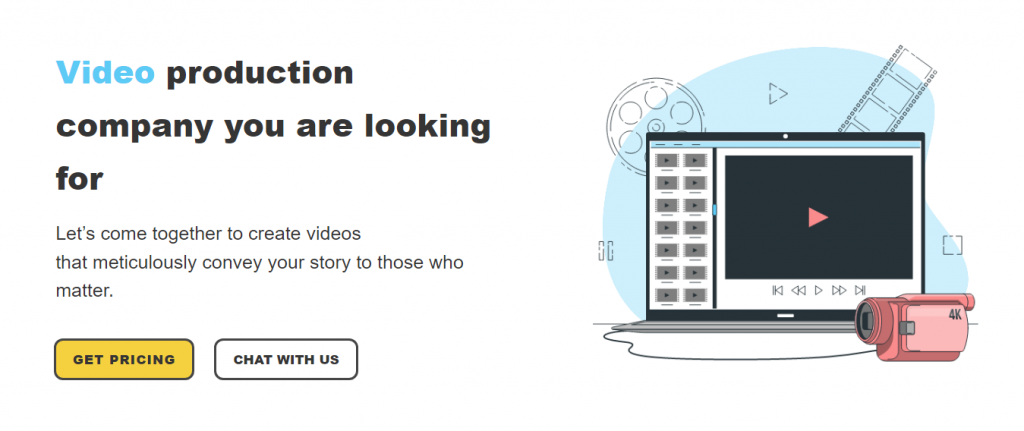 Video production
company you are looking
for
Let’s come together to create videos
that meticulously convey your story to those who
matter.
GET PRICING
CHAT WITH US
4K